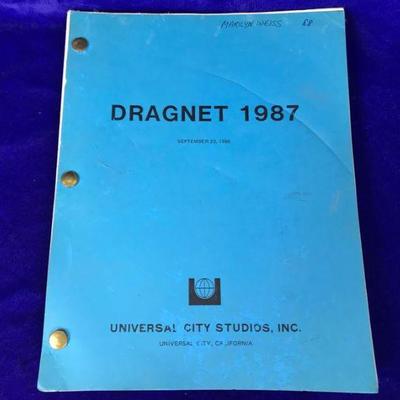 MARILYN WEISS
DRAGNET 1987
SEPTEMBER 23, 1986
UNIVERSAL CITY STUDIOS, INC.
UNIVERSAL CITY, CALIFORNIA